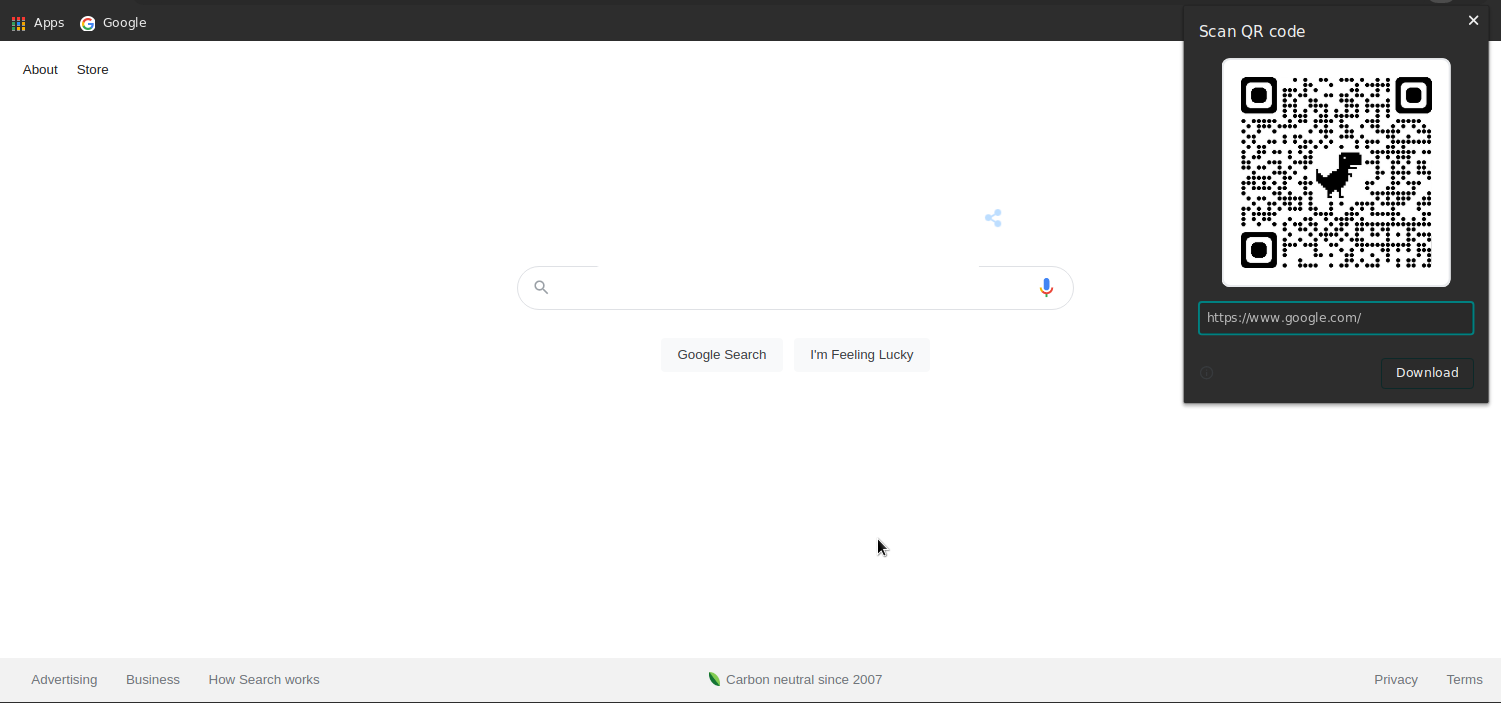 Apps Google
Scan QR code
About Store
https://www.google.com/
Google Search I'm Feeling Lucky
Download
Advertising Business How Search works Carbon neutral since 2007 Privacy Terms